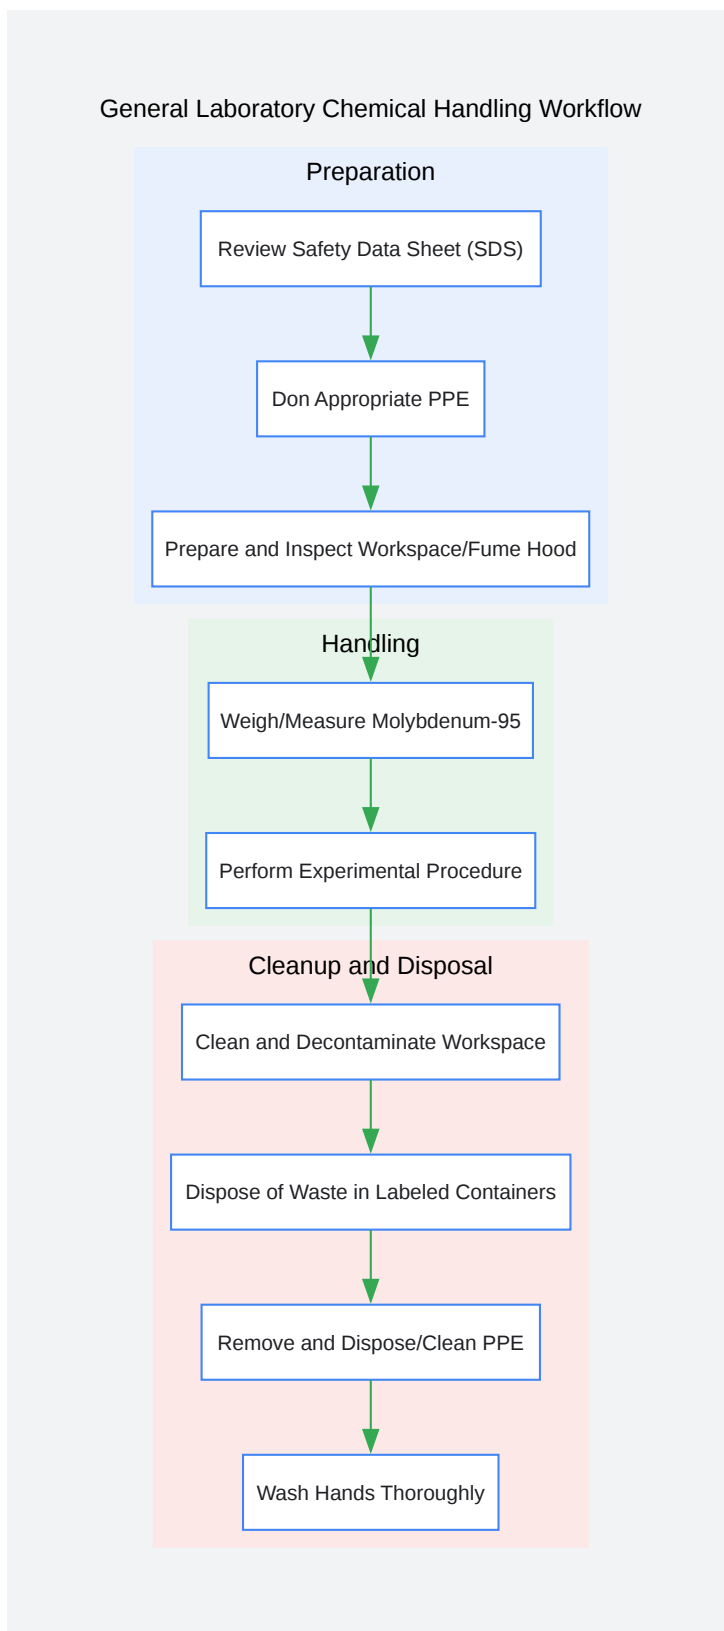 General Laboratory Chemical Handling Workflow
Preparation
Review Safety Data Sheet (SDS)
Don Appropriate PPE
Prepare and Inspect Workspace/Fume Hood
Handling
Weigh/Measure Molybdenum-95
Perform Experimental Procedure
Cleanup and Disposal
Clean and Decontaminate Workspace
Dispose of Waste in Labeled Containers
Remove and Dispose/Clean PPE
Wash Hands Thoroughly